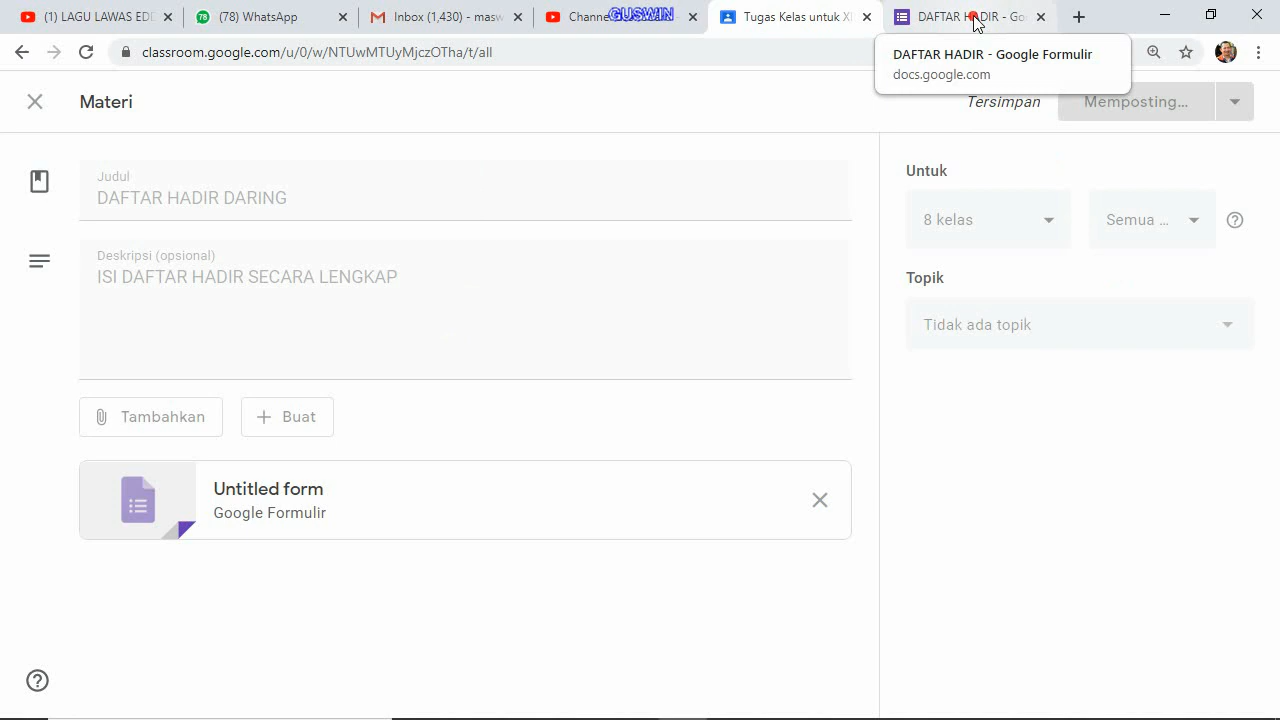 (1) LAGU LAWAS EDD
(78) WhatsApp
Inbox (1,430) - masw
Channe
GUSWIN
Tugas Kelas untuk XI
DAFTAR HADIR - Go
classroom.google.com/u/0/w/NTUwMTUyMjczOTha/t/all
DAFTAR HADIR - Google Formulir
docs.google.com
Materi
Tersimpan
Memposting...
Judul
DAFTAR HADIR DARING
Deskripsi (opsional)
ISI DAFTAR HADIR SECARA LENGKAP
Tambahkan
Buat
Untitled form
Google Formulir
Untuk
8 kelas
Semua ...
Topik
Tidak ada topik